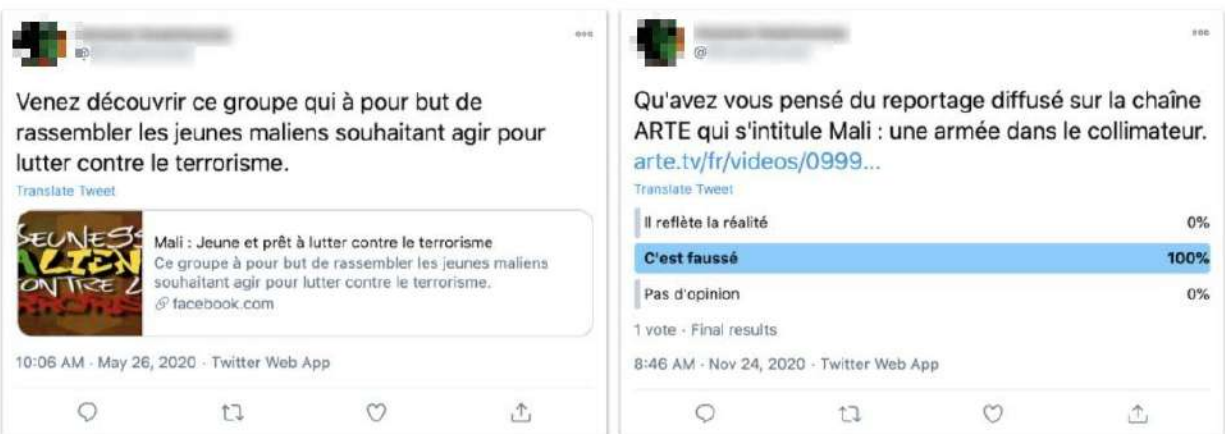 Venez découvrir ce groupe qui à pour but de
rassembler les jeunes maliens souhaitant agir pour
lutter contre le terrorisme.
Translate Tweet
Mali : Jeune et prêt à lutter contre le terrorisme
Ce groupe à pour but de rassembler les jeunes maliens
souhaitant agir pour lutter contre le terrorisme.
facebook.com
10:06 AM · May 26, 2020 · Twitter Web App
@
Qu'avez vous pensé du reportage diffusé sur la chaîne
ARTE qui s'intitule Mali : une armée dans le collimateur.
arte.tv/fr/videos/0999...
Translate Tweet
Il reflète la réalité 0%
C'est faussé 100%
Pas d'opinion 0%
1 vote · Final results
8:46 AM · Nov 24, 2020 · Twitter Web App